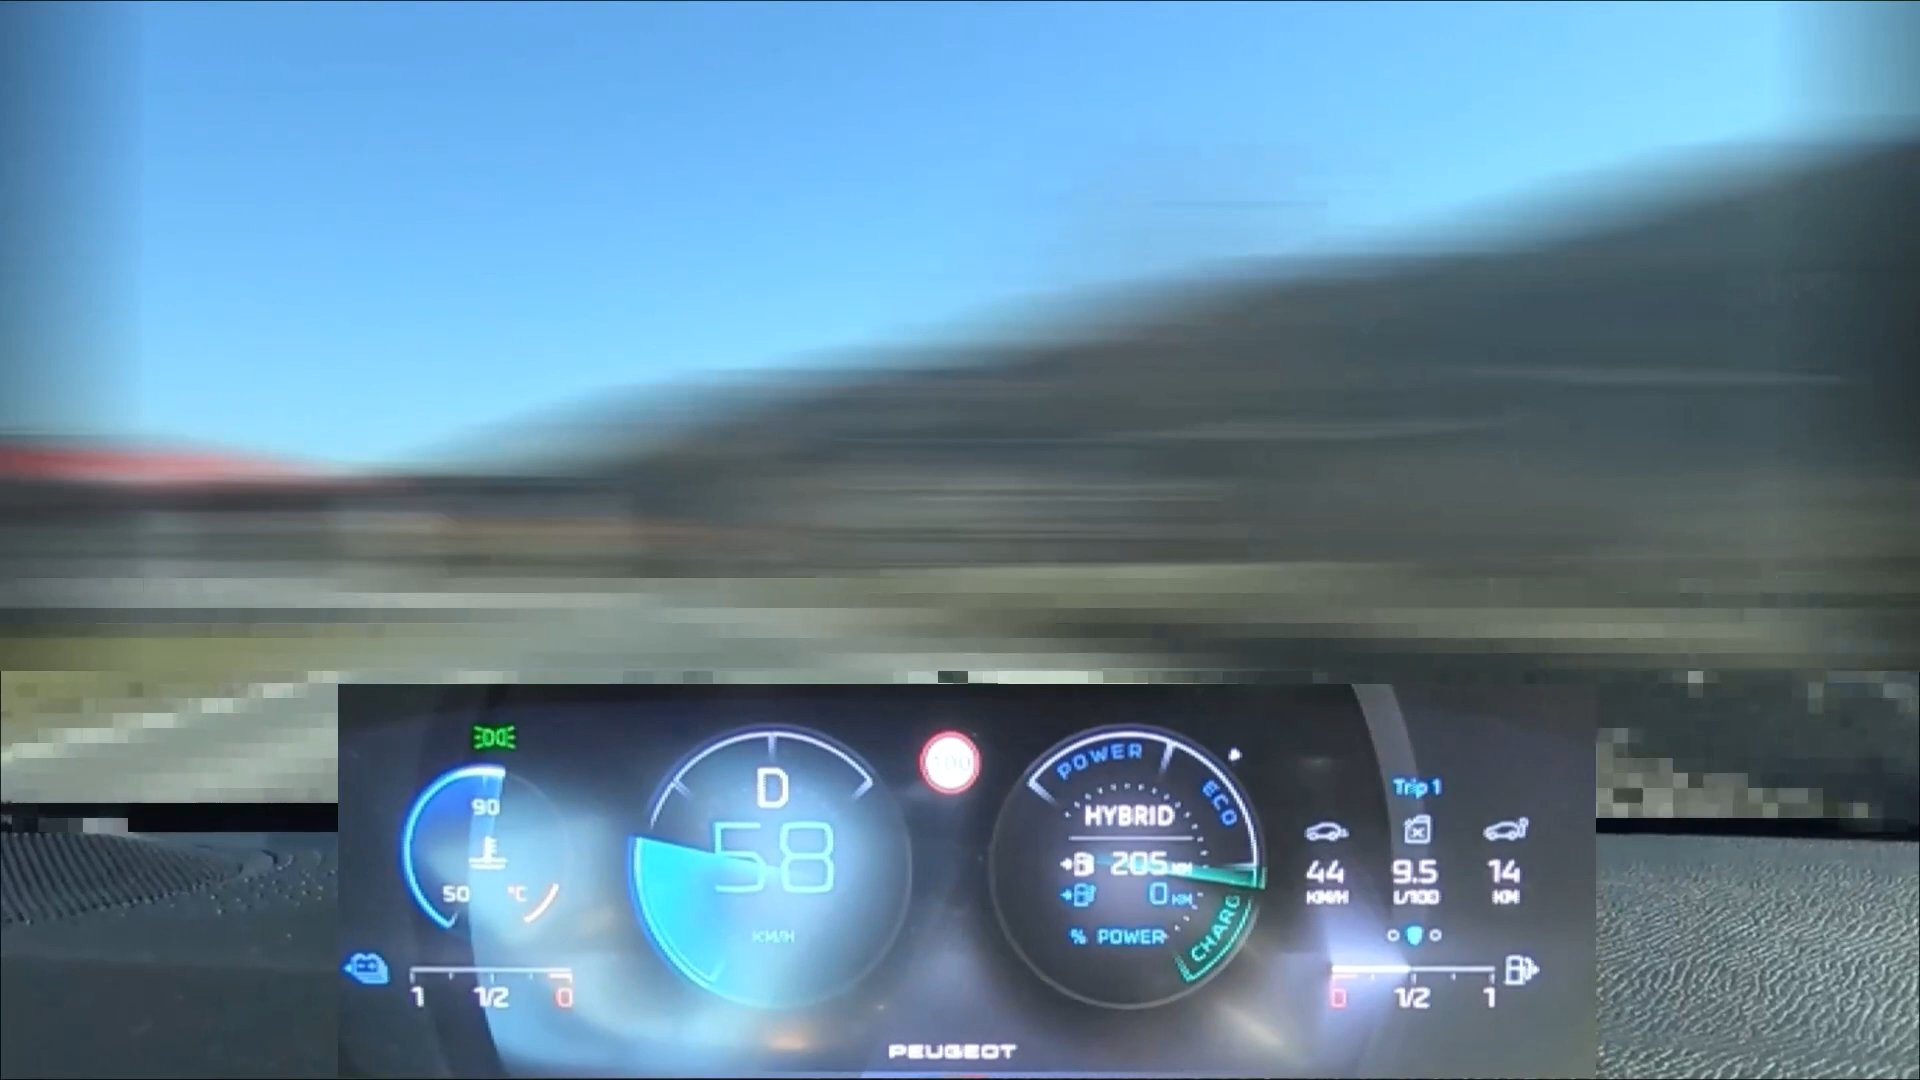 D
58
KM/H
90
50
°C
1 1/2 0
100
POWER
ECO
CHARG
HYBRID
205 KM
0 KM
% POWER
Trip 1
44
KM/H
9.5
L/100
14
KM
0 1/2 1
PEUGEOT